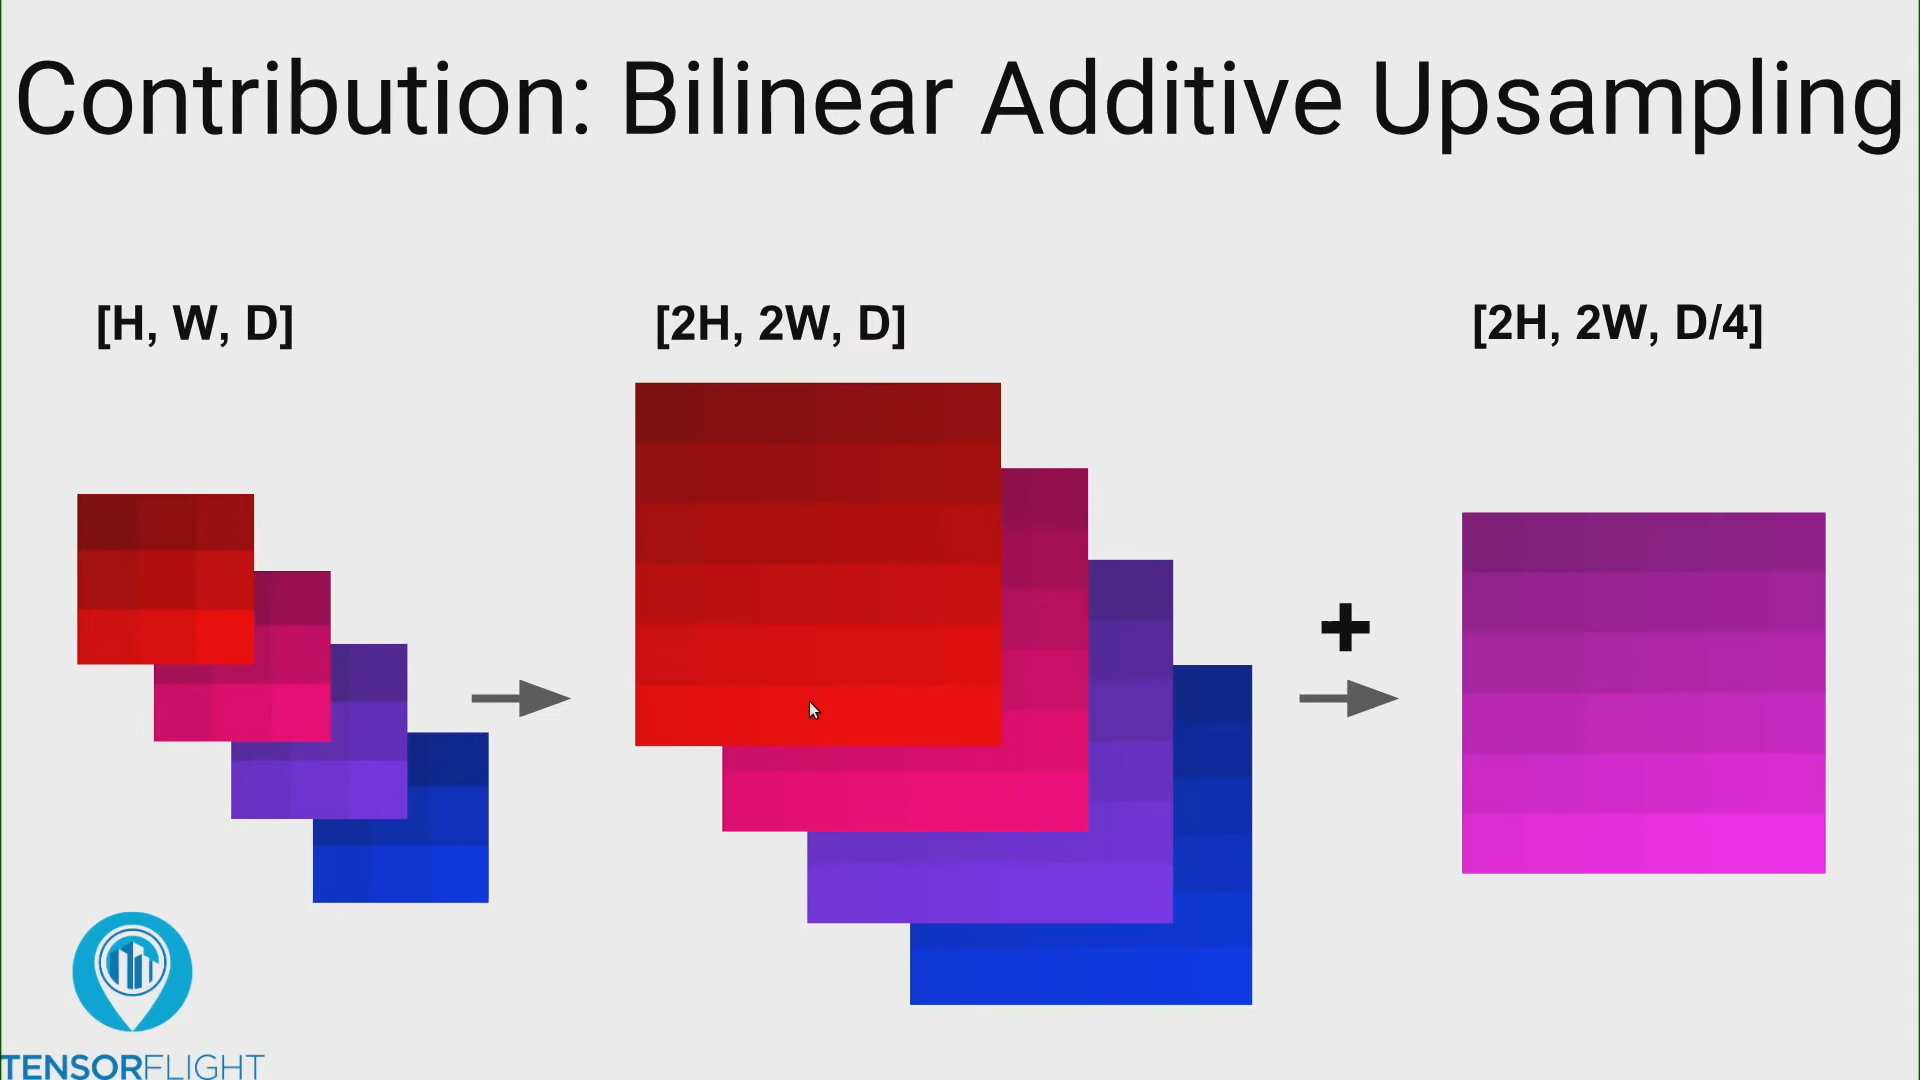 Contribution: Bilinear Additive Upsampling
[H, W, D]
[2H, 2W, D]
[2H, 2W, D/4]
+
TENSORFLIGHT